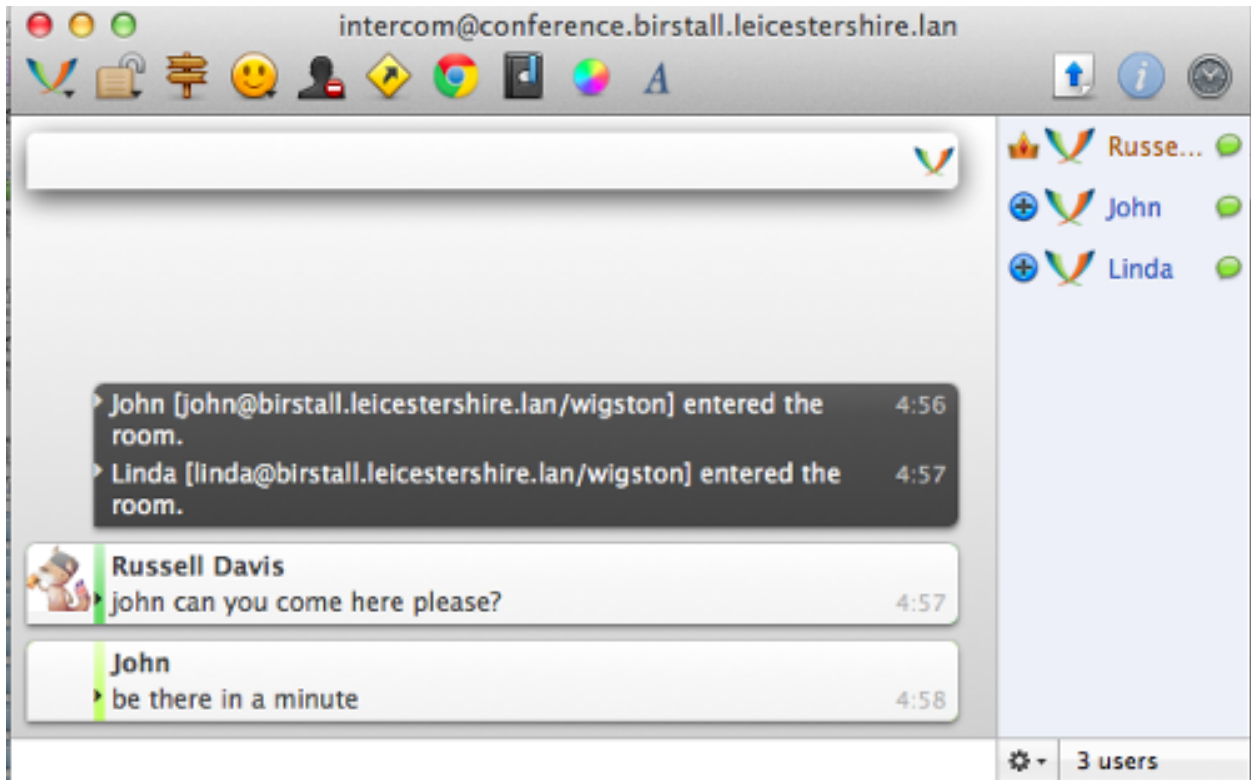 intercom@conference.birstall.leicestershire.lan
A
Russe...
John
Linda
John [john@birstall.leicestershire.lan/wigston] entered the 4:56
room.
Linda [linda@birstall.leicestershire.lan/wigston] entered the 4:57
room.
Russell Davis
john can you come here please? 4:57
John
be there in a minute 4:58
3 users